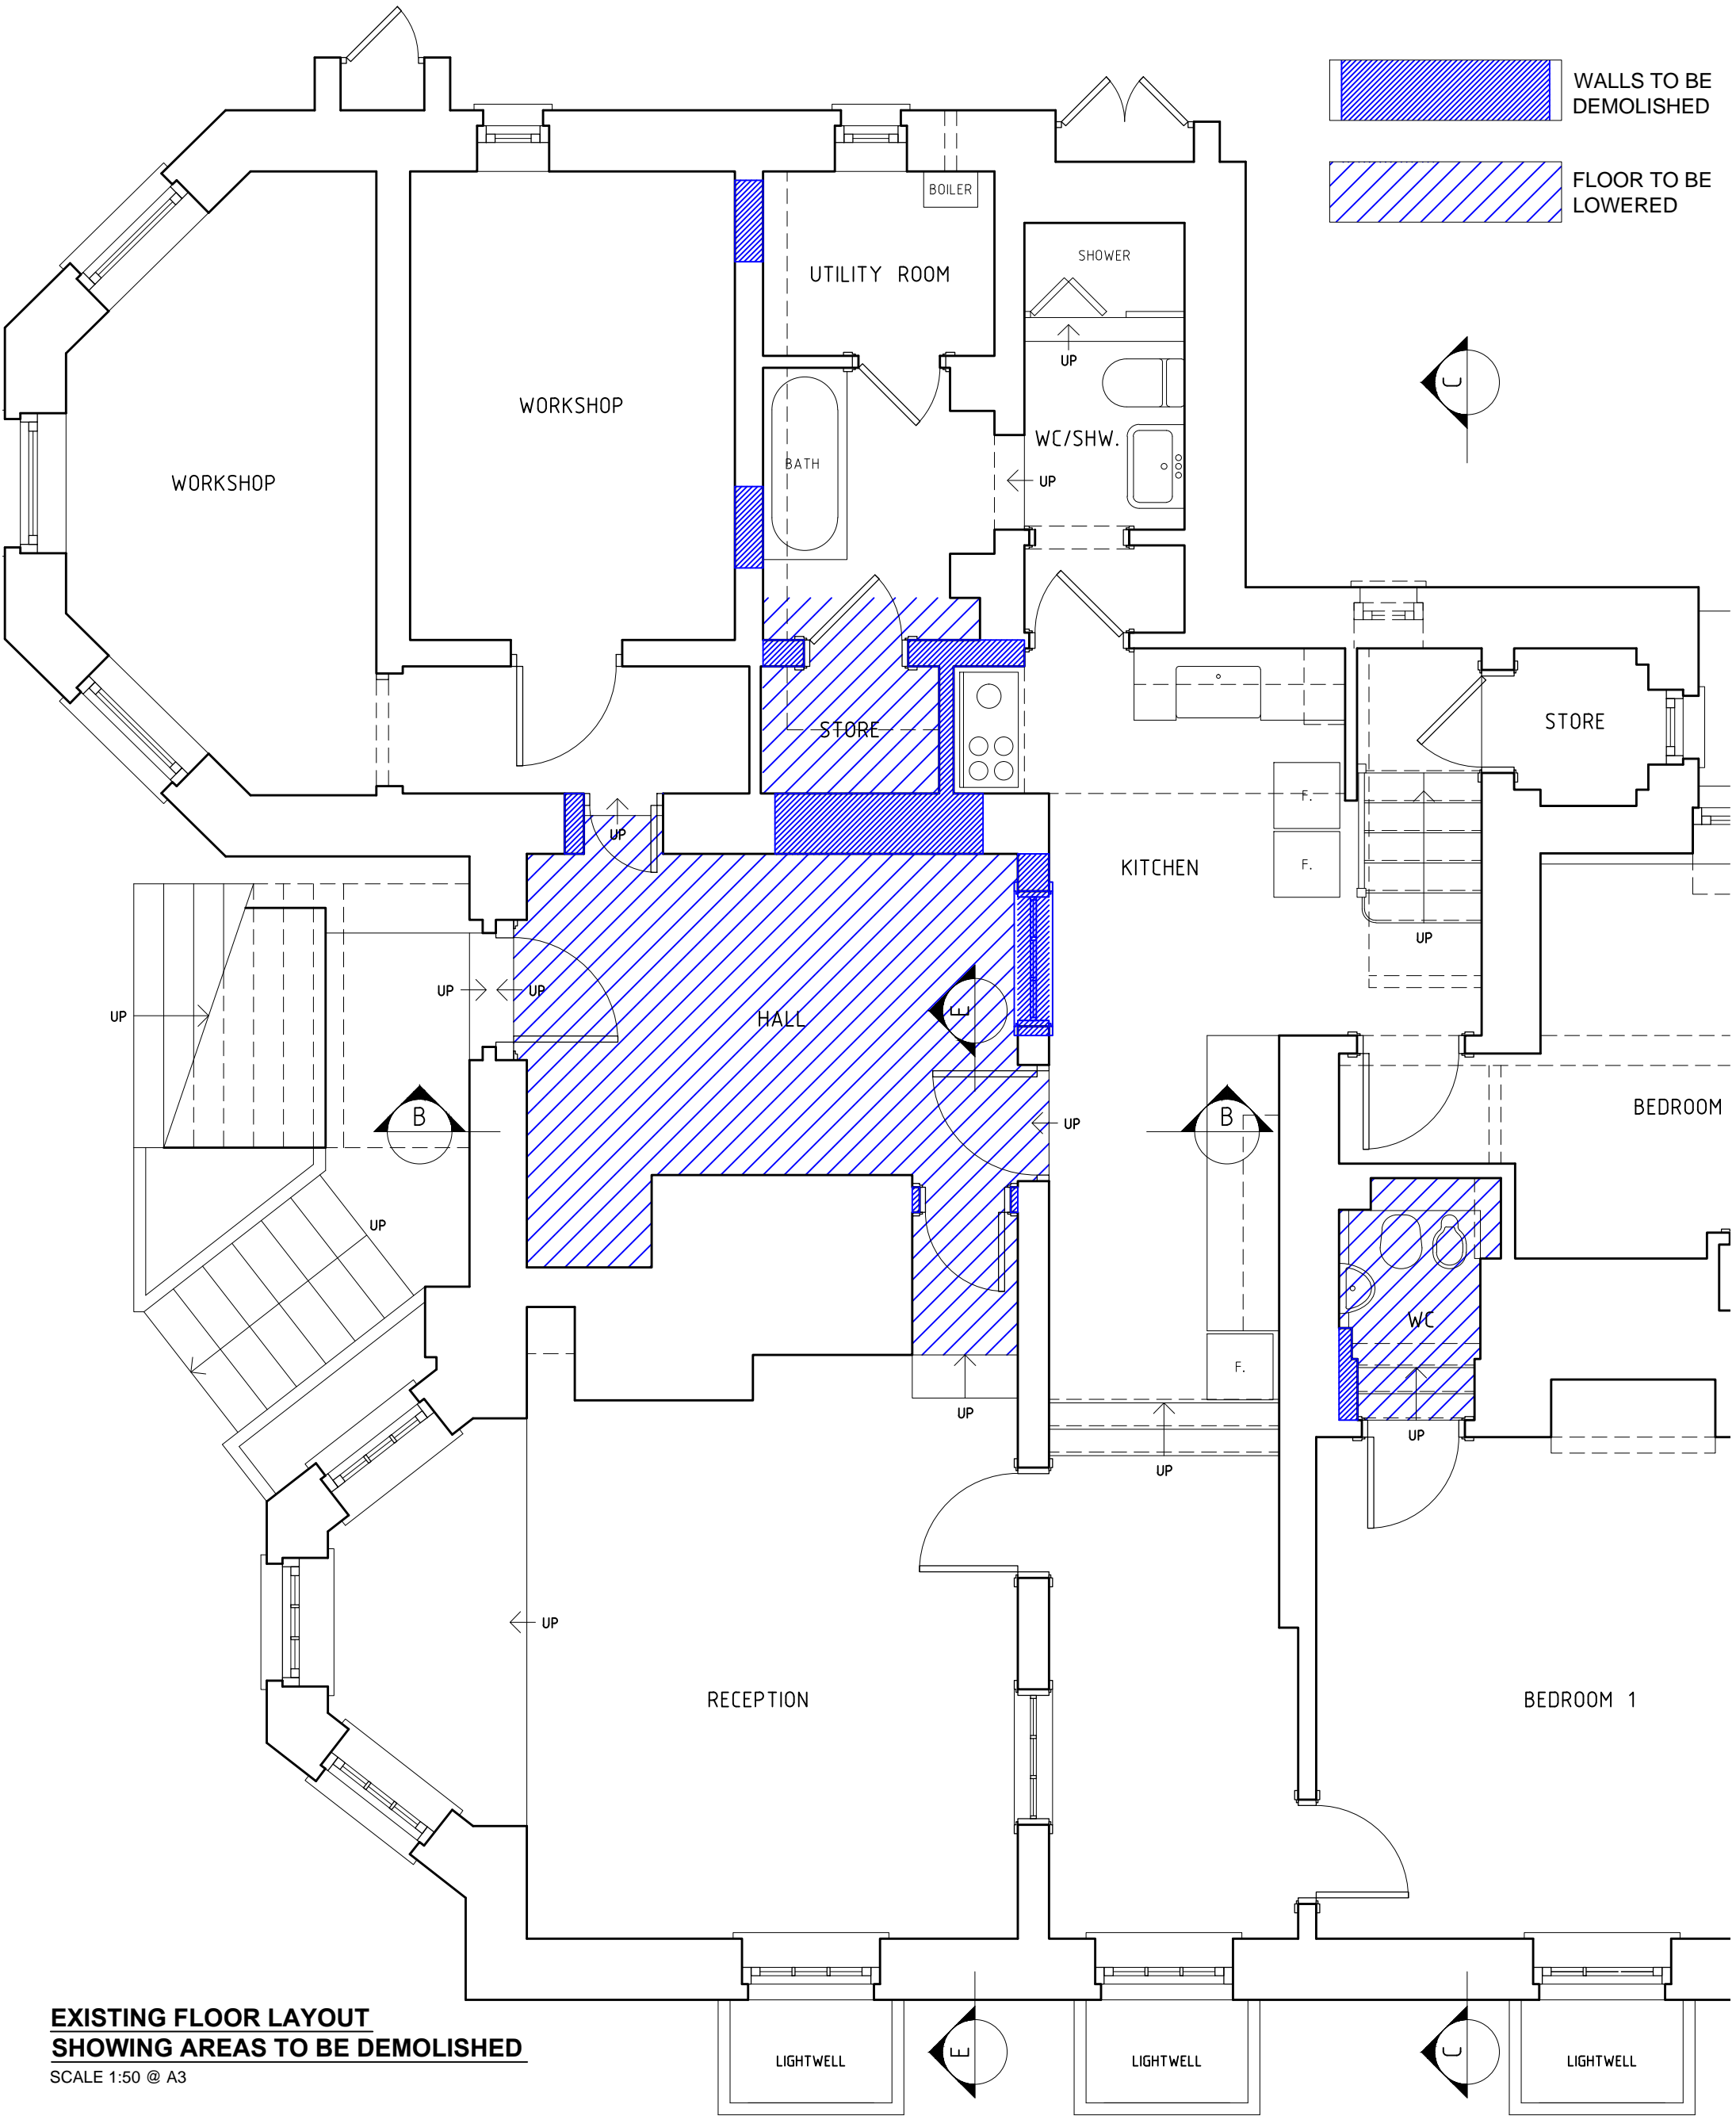 WALLS TO BE
DEMOLISHED
FLOOR TO BE
LOWERED
BOILER
UTILITY ROOM
SHOWER
UP
C
WORKSHOP
WC/SHW.
BATH
WORKSHOP
UP
STORE
STORE
F.
UP
F.
KITCHEN
UP
UP
UP
UP
HALL
E
B
B
UP
BEDROOM
UP
WC
F.
UP
UP
UP
UP
RECEPTION
BEDROOM 1
EXISTING FLOOR LAYOUT
SHOWING AREAS TO BE DEMOLISHED
SCALE 1:50 @ A3
LIGHTWELL
E
LIGHTWELL
C
LIGHTWELL